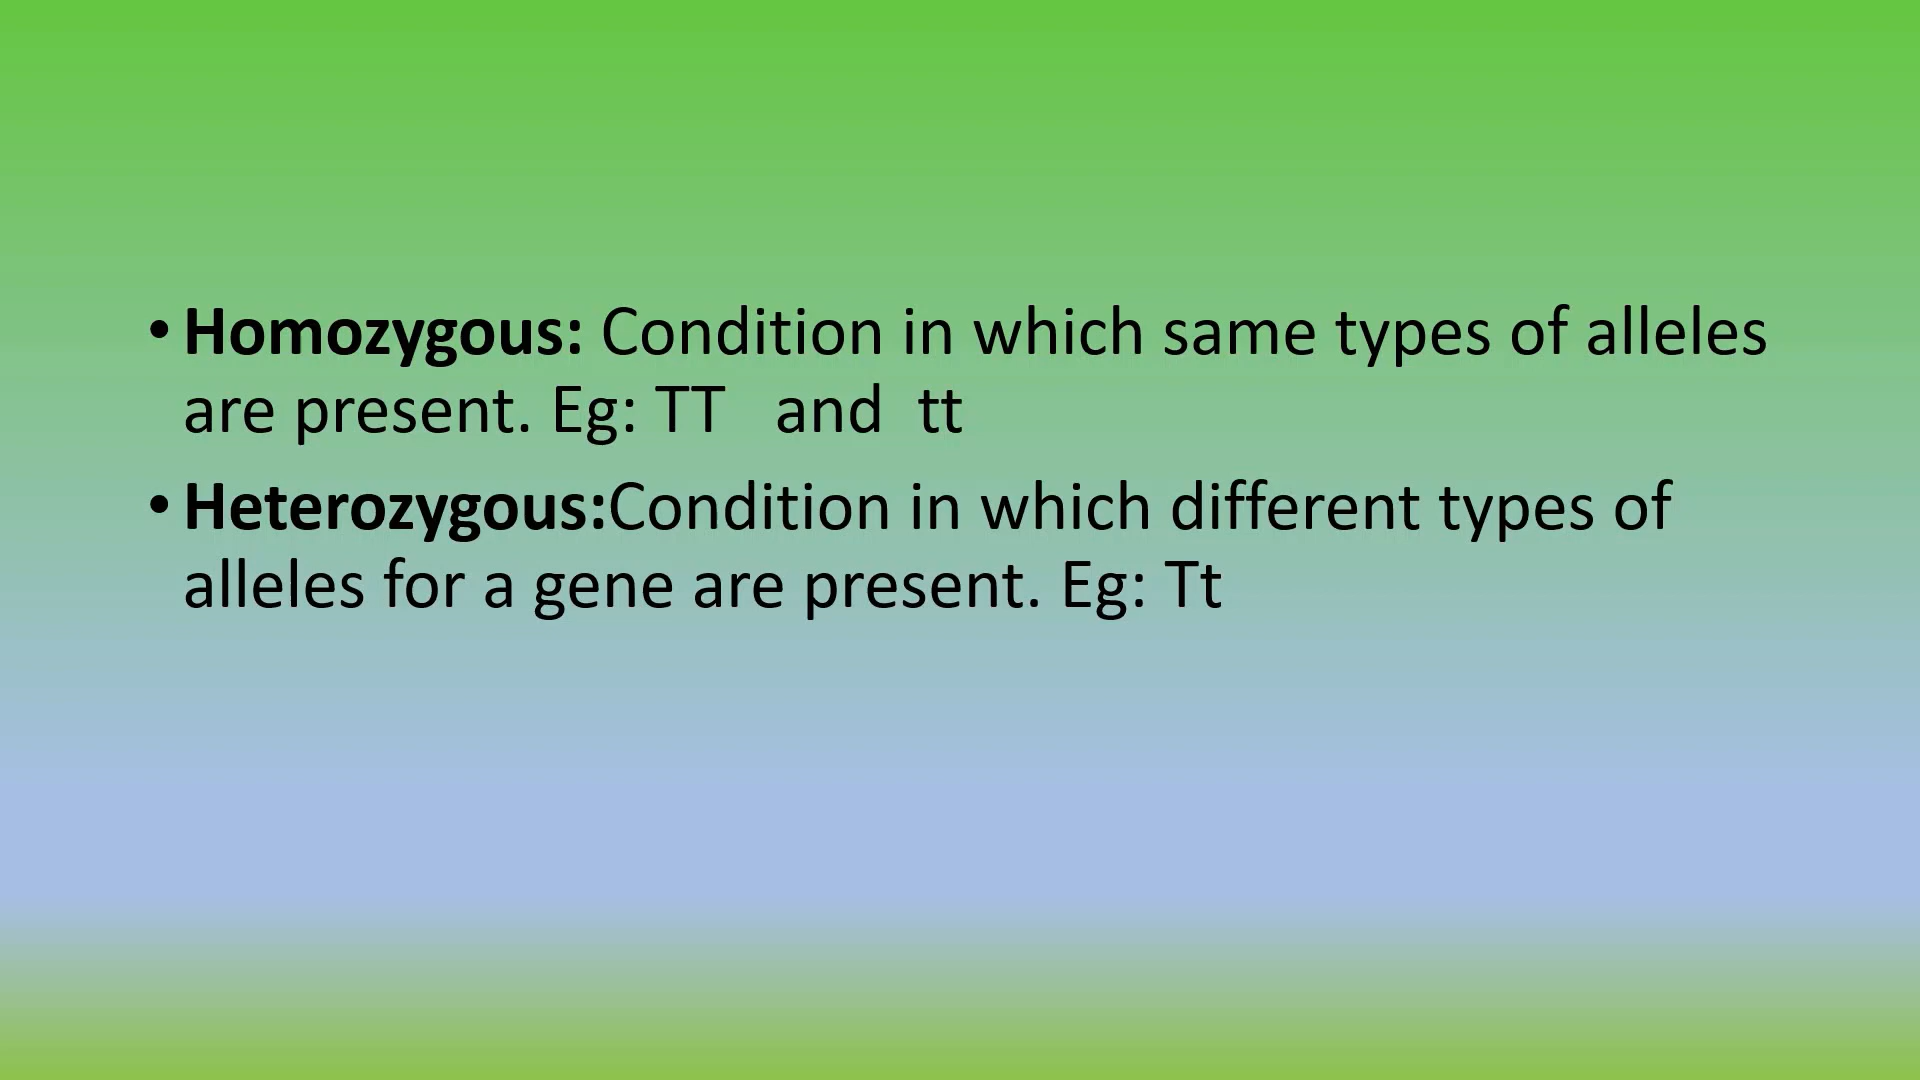 • Homozygous: Condition in which same types of alleles
are present. Eg: TT   and  tt
• Heterozygous:Condition in which different types of
alleles for a gene are present. Eg: Tt